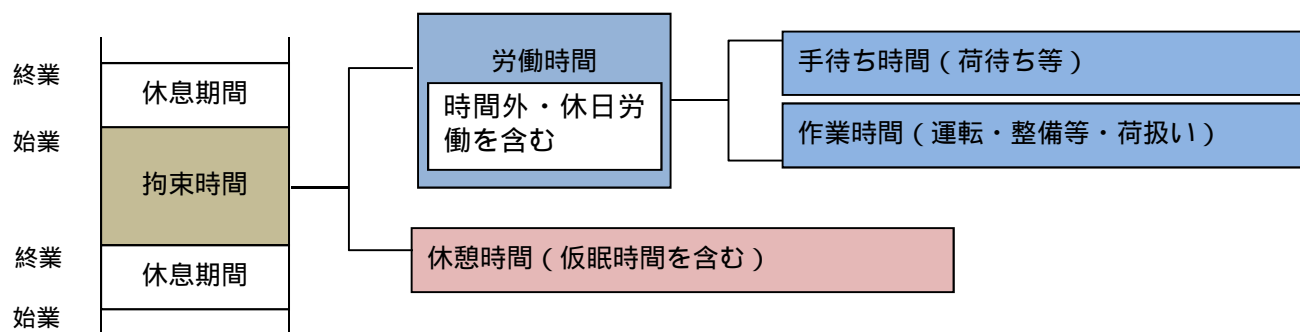 終業
休息期間
始業
拘束時間
終業
休息期間
始業
労働時間
時間外・休日労
働を含む
休憩時間（仮眠時間を含む）
手待ち時間（荷待ち等）
作業時間（運転・整備等・荷扱い）